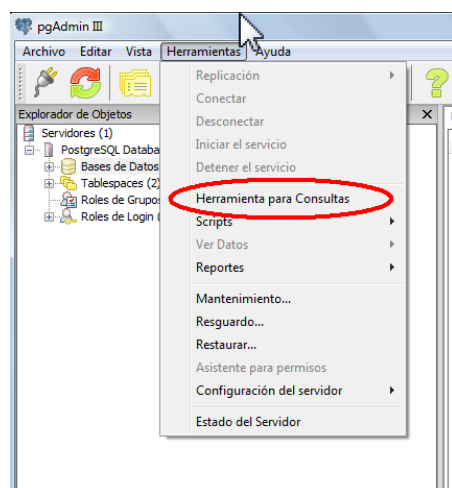 pgAdmin III
Archivo Editar Vista Herramientas Ayuda
Explorador de Objetos
Servidores (1)
PostgreSQL Databa
Bases de Datos
Tablespaces (2)
Roles de Grupos
Roles de Login (
Replicación
Conectar
Desconectar
Iniciar el servicio
Detener el servicio
Herramienta para Consultas
Scripts
Ver Datos
Reportes
Mantenimiento...
Resguardo...
Restaurar...
Asistente para permisos
Configuración del servidor
Estado del Servidor